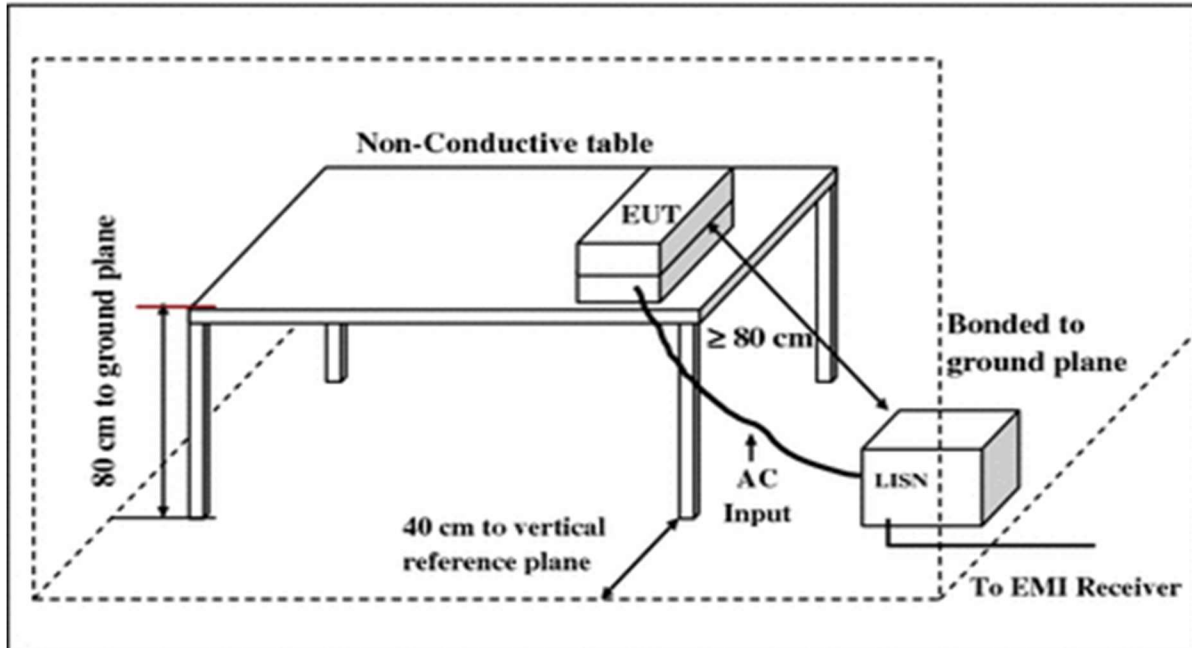 Non-Conductive table
EUT
80 cm to ground plane
≥ 80 cm
Bonded to
ground plane
LISN
AC
Input
40 cm to vertical
reference plane
To EMI Receiver